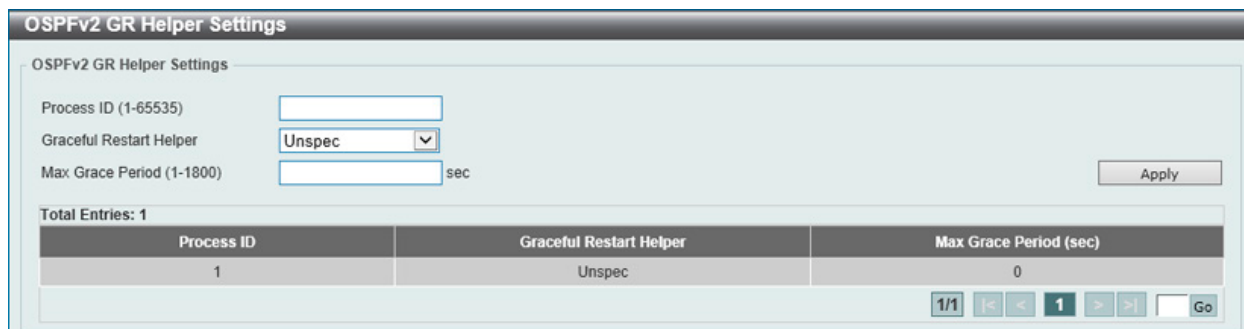 OSPFv2 GR Helper Settings
OSPFv2 GR Helper Settings
Process ID (1-65535)
Graceful Restart Helper Unspec
Max Grace Period (1-1800) sec Apply
Total Entries: 1
Process ID Graceful Restart Helper Max Grace Period (sec)
1 Unspec 0
1/1 |< < 1 > >| Go